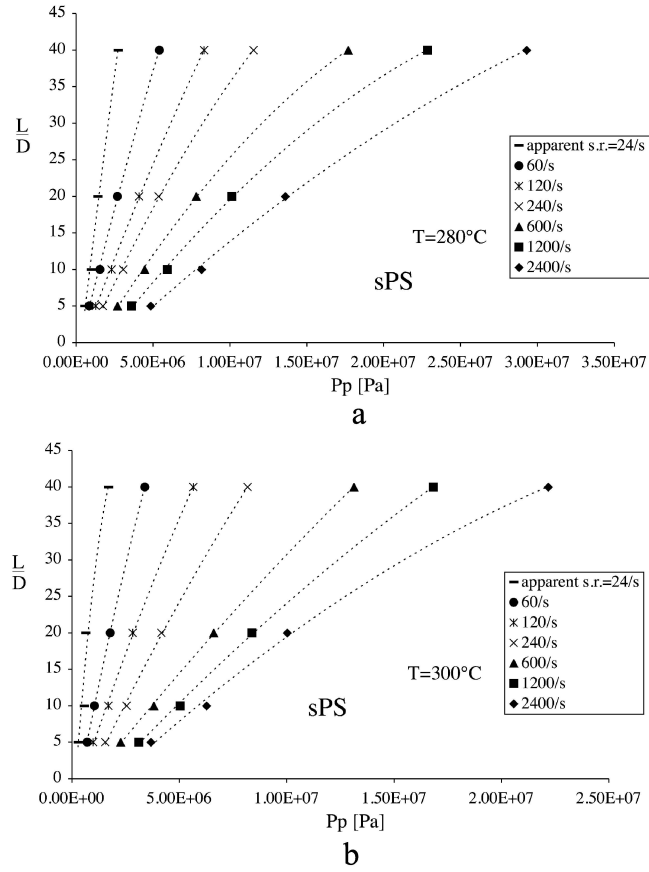 45
40
35
30
25
20
15
10
5
0
L
D
0.00E+00 5.00E+06 1.00E+07 1.50E+07 2.00E+07 2.50E+07 3.00E+07 3.50E+07
Pp [Pa]
apparent s.r.=24/s
60/s
120/s
240/s
600/s
1200/s
2400/s
T=280°C
sPS
a
45
40
35
30
25
20
15
10
5
0
L
D
0.00E+00 5.00E+06 1.00E+07 1.50E+07 2.00E+07 2.50E+07
Pp [Pa]
apparent s.r.=24/s
60/s
120/s
240/s
600/s
1200/s
2400/s
T=300°C
sPS
b